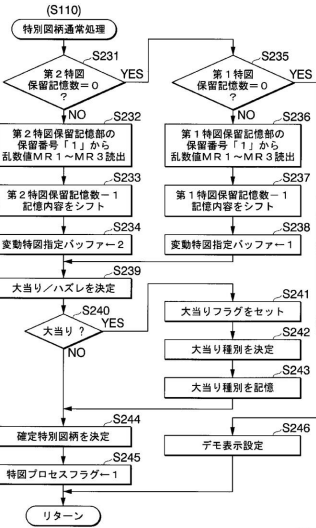 (S110)
特別図柄通常処理
S231
第2特図
保留記憶数=0
?
YES
NO
S235
第1特図
保留記憶数=0
?
YES
NO
S232
第2特図保留記憶部の
保留番号「1」から
乱数値MR1~MR3読出
S236
第1特図保留記憶部の
保留番号「1」から
乱数値MR1~MR3読出
S233
第2特図保留記憶数-1
記憶内容をシフト
S237
第1特図保留記憶数-1
記憶内容をシフト
S234
変動特図指定バッファ←2
S238
変動特図指定バッファ←1
S239
大当り/ハズレを決定
S240
大当り?
YES
NO
S241
大当りフラグをセット
S242
大当り種別を決定
S243
大当り種別を記憶
S244
確定特別図柄を決定
S246
デモ表示設定
S245
特図プロセスフラグ←1
リターン